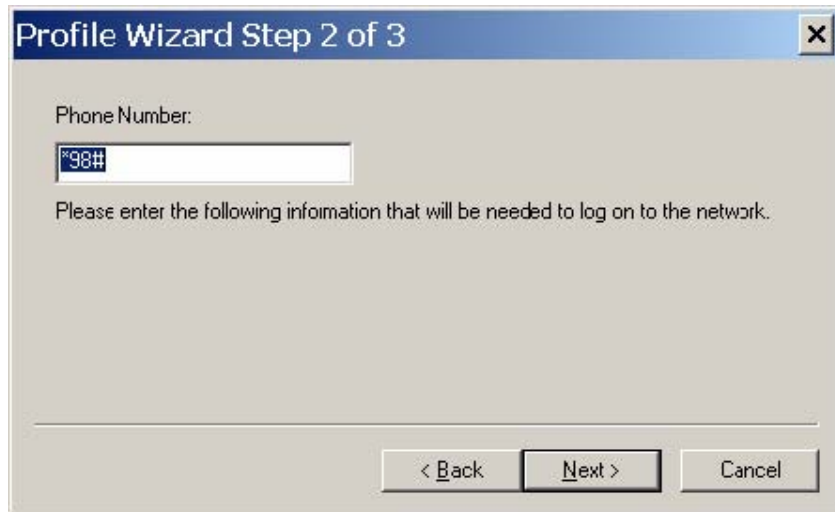 Profile Wizard Step 2 of 3
Phone Number:
*98#
Please enter the following information that will be needed to log on to the network.
< Back Next > Cancel